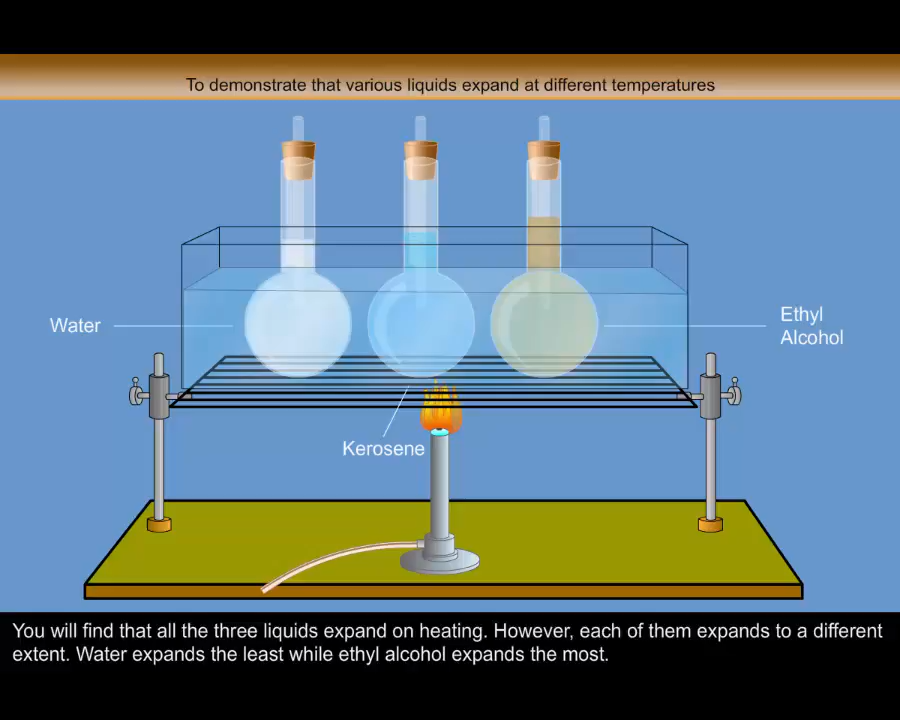 To demonstrate that various liquids expand at different temperatures
Water
Ethyl
Alcohol
Kerosene
You will find that all the three liquids expand on heating. However, each of them expands to a different
extent. Water expands the least while ethyl alcohol expands the most.